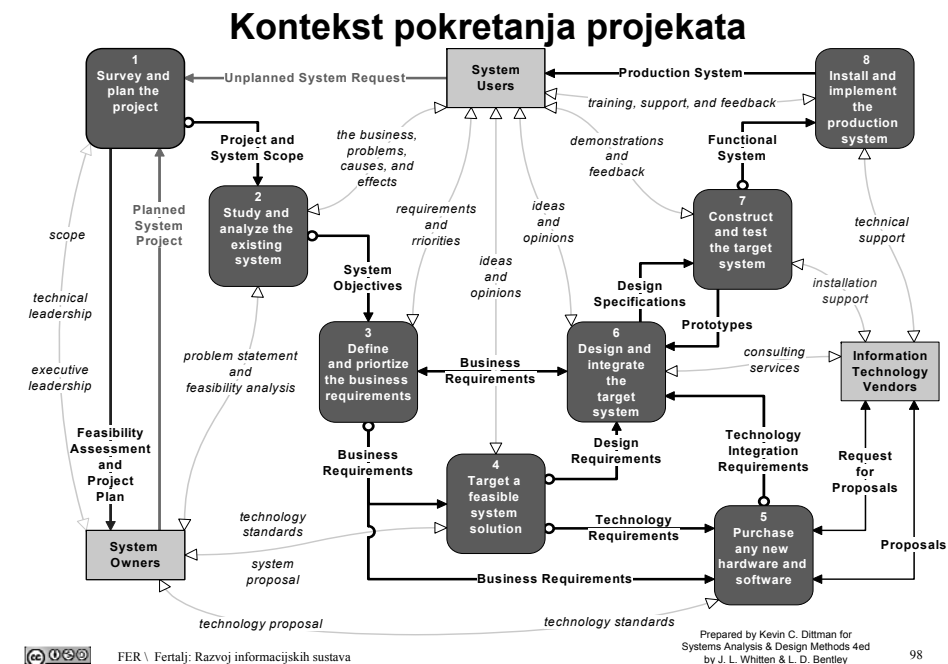 Kontekst pokretanja projekata
1
Survey and
plan the
project
Unplanned System Request
System
Users
Production System
8
Install and
implement
the
production
system
training, support, and feedback
Project and
System Scope
the business,
problems,
causes, and
effects
demonstrations
and
feedback
Functional
System
2
Study and
analyze the
existing
system
Planned
System
Project
scope
requirements
and
rriorities
ideas
and
opinions
7
Construct
and test
the target
system
technical
support
System
Objectives
ideas
and
opinions
Design
Specifications
installation
support
technical
leadership
Prototypes
3
Define
and priortize
the business
requirements
6
Design and
integrate
the
target
system
problem statement
and
feasibility analysis
Business
Requirements
consulting
services
Information
Technology
Vendors
executive
leadership
Feasibility
Assessment
and
Project
Plan
Business
Requirements
Design
Requirements
Technology
Integration
Requirements
Request
for
Proposals
4
Target a
feasible
system
solution
technology
standards
Technology
Requirements
5
Purchase
any new
hardware and
software
Proposals
System
Owners
system
proposal
Business Requirements
technology proposal
technology standards
Prepared by Kevin C. Dittman for
Systems Analysis & Design Methods 4ed
by J. L. Whitten & L. D. Bentley
FER \ Fertalj: Razvoj informacijskih sustava
98